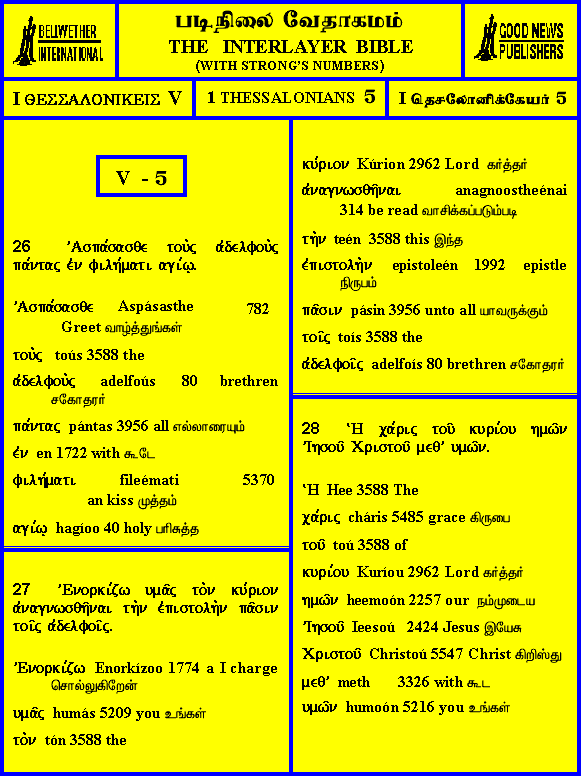 BELLWETHER
INTERNATIONAL
படிநிலை வேதாகமம்
THE INTERLAYER BIBLE
(WITH STRONG'S NUMBERS)
GOOD NEWS
PUBLISHERS
I ΘΕΣΣΑΛΟΝΙΚΕΙΣ V
1 THESSALONIANS 5
I தெசலோனிக்கேயர் 5
V - 5
26 Ἀσπάσασθε τοὺς ἀδελφοὺς
πάντας ἐν φιλήματι αγίῳ.
Ἀσπάσασθε Aspásasthe 782
Greet வாழ்த்துங்கள்
τοὺς toús 3588 the
ἀδελφοὺς adelfoús 80 brethren
சகோதரர்
πάντας pántas 3956 all எல்லாரையும்
ἐν en 1722 with கூடே
φιλήματι fileémati 5370
an kiss முத்தம்
αγίῳ hagíoo 40 holy பரிசுத்த
27 Ἐνορκίζω υμᾶς τὸν κύριον
ἀναγνωσθῆναι τὴν ἐπιστολὴν πᾶσιν
τοῖς ἀδελφοῖς.
Ἐνορκίζω Enorkízoo 1774 a I charge
சொல்லுகிறேன்
υμᾶς humás 5209 you உங்கள்
τὸν tón 3588 the
κύριον Kúrion 2962 Lord கர்த்தர்
ἀναγνωσθῆναι anagnoostheénai
314 be read வாசிக்கப்படும்படி
τὴν teén 3588 this இந்த
ἐπιστολὴν epistoleén 1992 epistle
நிருபம்
πᾶσιν pásin 3956 unto all யாவருக்கும்
τοῖς toís 3588 the
ἀδελφοῖς adelfoís 80 brethren சகோதரர்
28 Ἡ χάρις τοῦ κυρίου ημῶν
Ἰησοῦ Χριστοῦ μεθ' υμῶν.
Ἡ Hee 3588 The
χάρις cháris 5485 grace கிருபை
τοῦ toú 3588 of
κυρίου Kuríou 2962 Lord கர்த்தர்
ημῶν heemoón 2257 our நம்முடைய
Ἰησοῦ Ieesoú 2424 Jesus இயேசு
Χριστοῦ Christoú 5547 Christ கிறிஸ்து
μεθ' meth 3326 with கூட
υμῶν humoón 5216 you உங்கள்